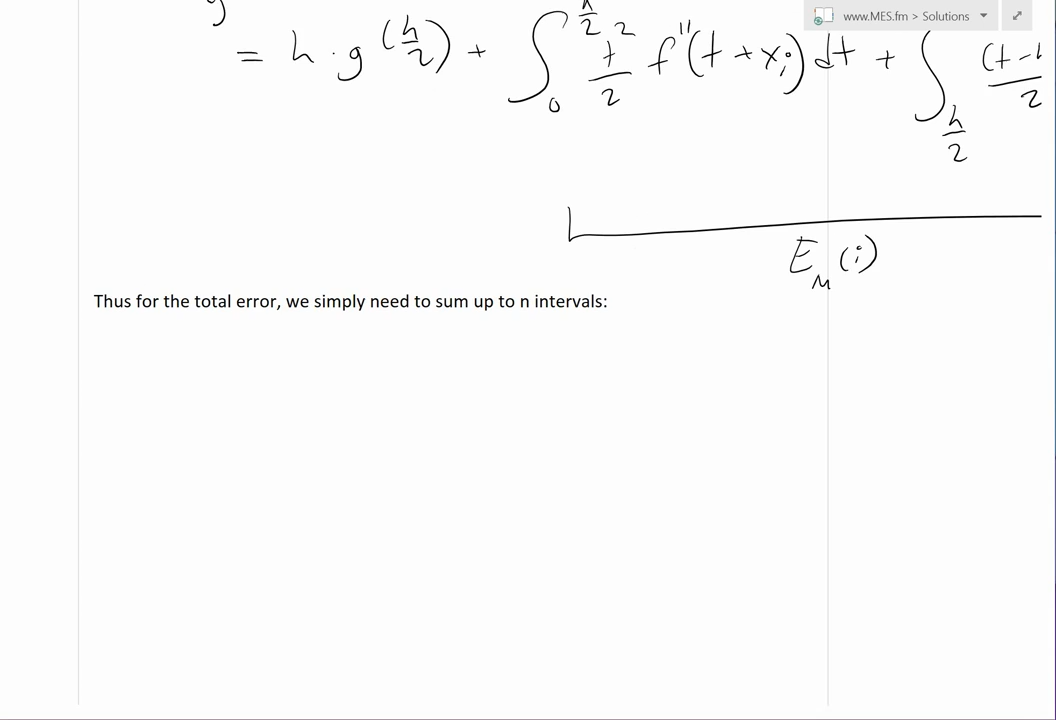 www.MES.fm > Solutions
= h · g(h/2) + ∫₀^(h/2) t²/2 f''(t + xᵢ) dt + ∫_(h/2) (t-h /2
E_M (i)
Thus for the total error, we simply need to sum up to n intervals: